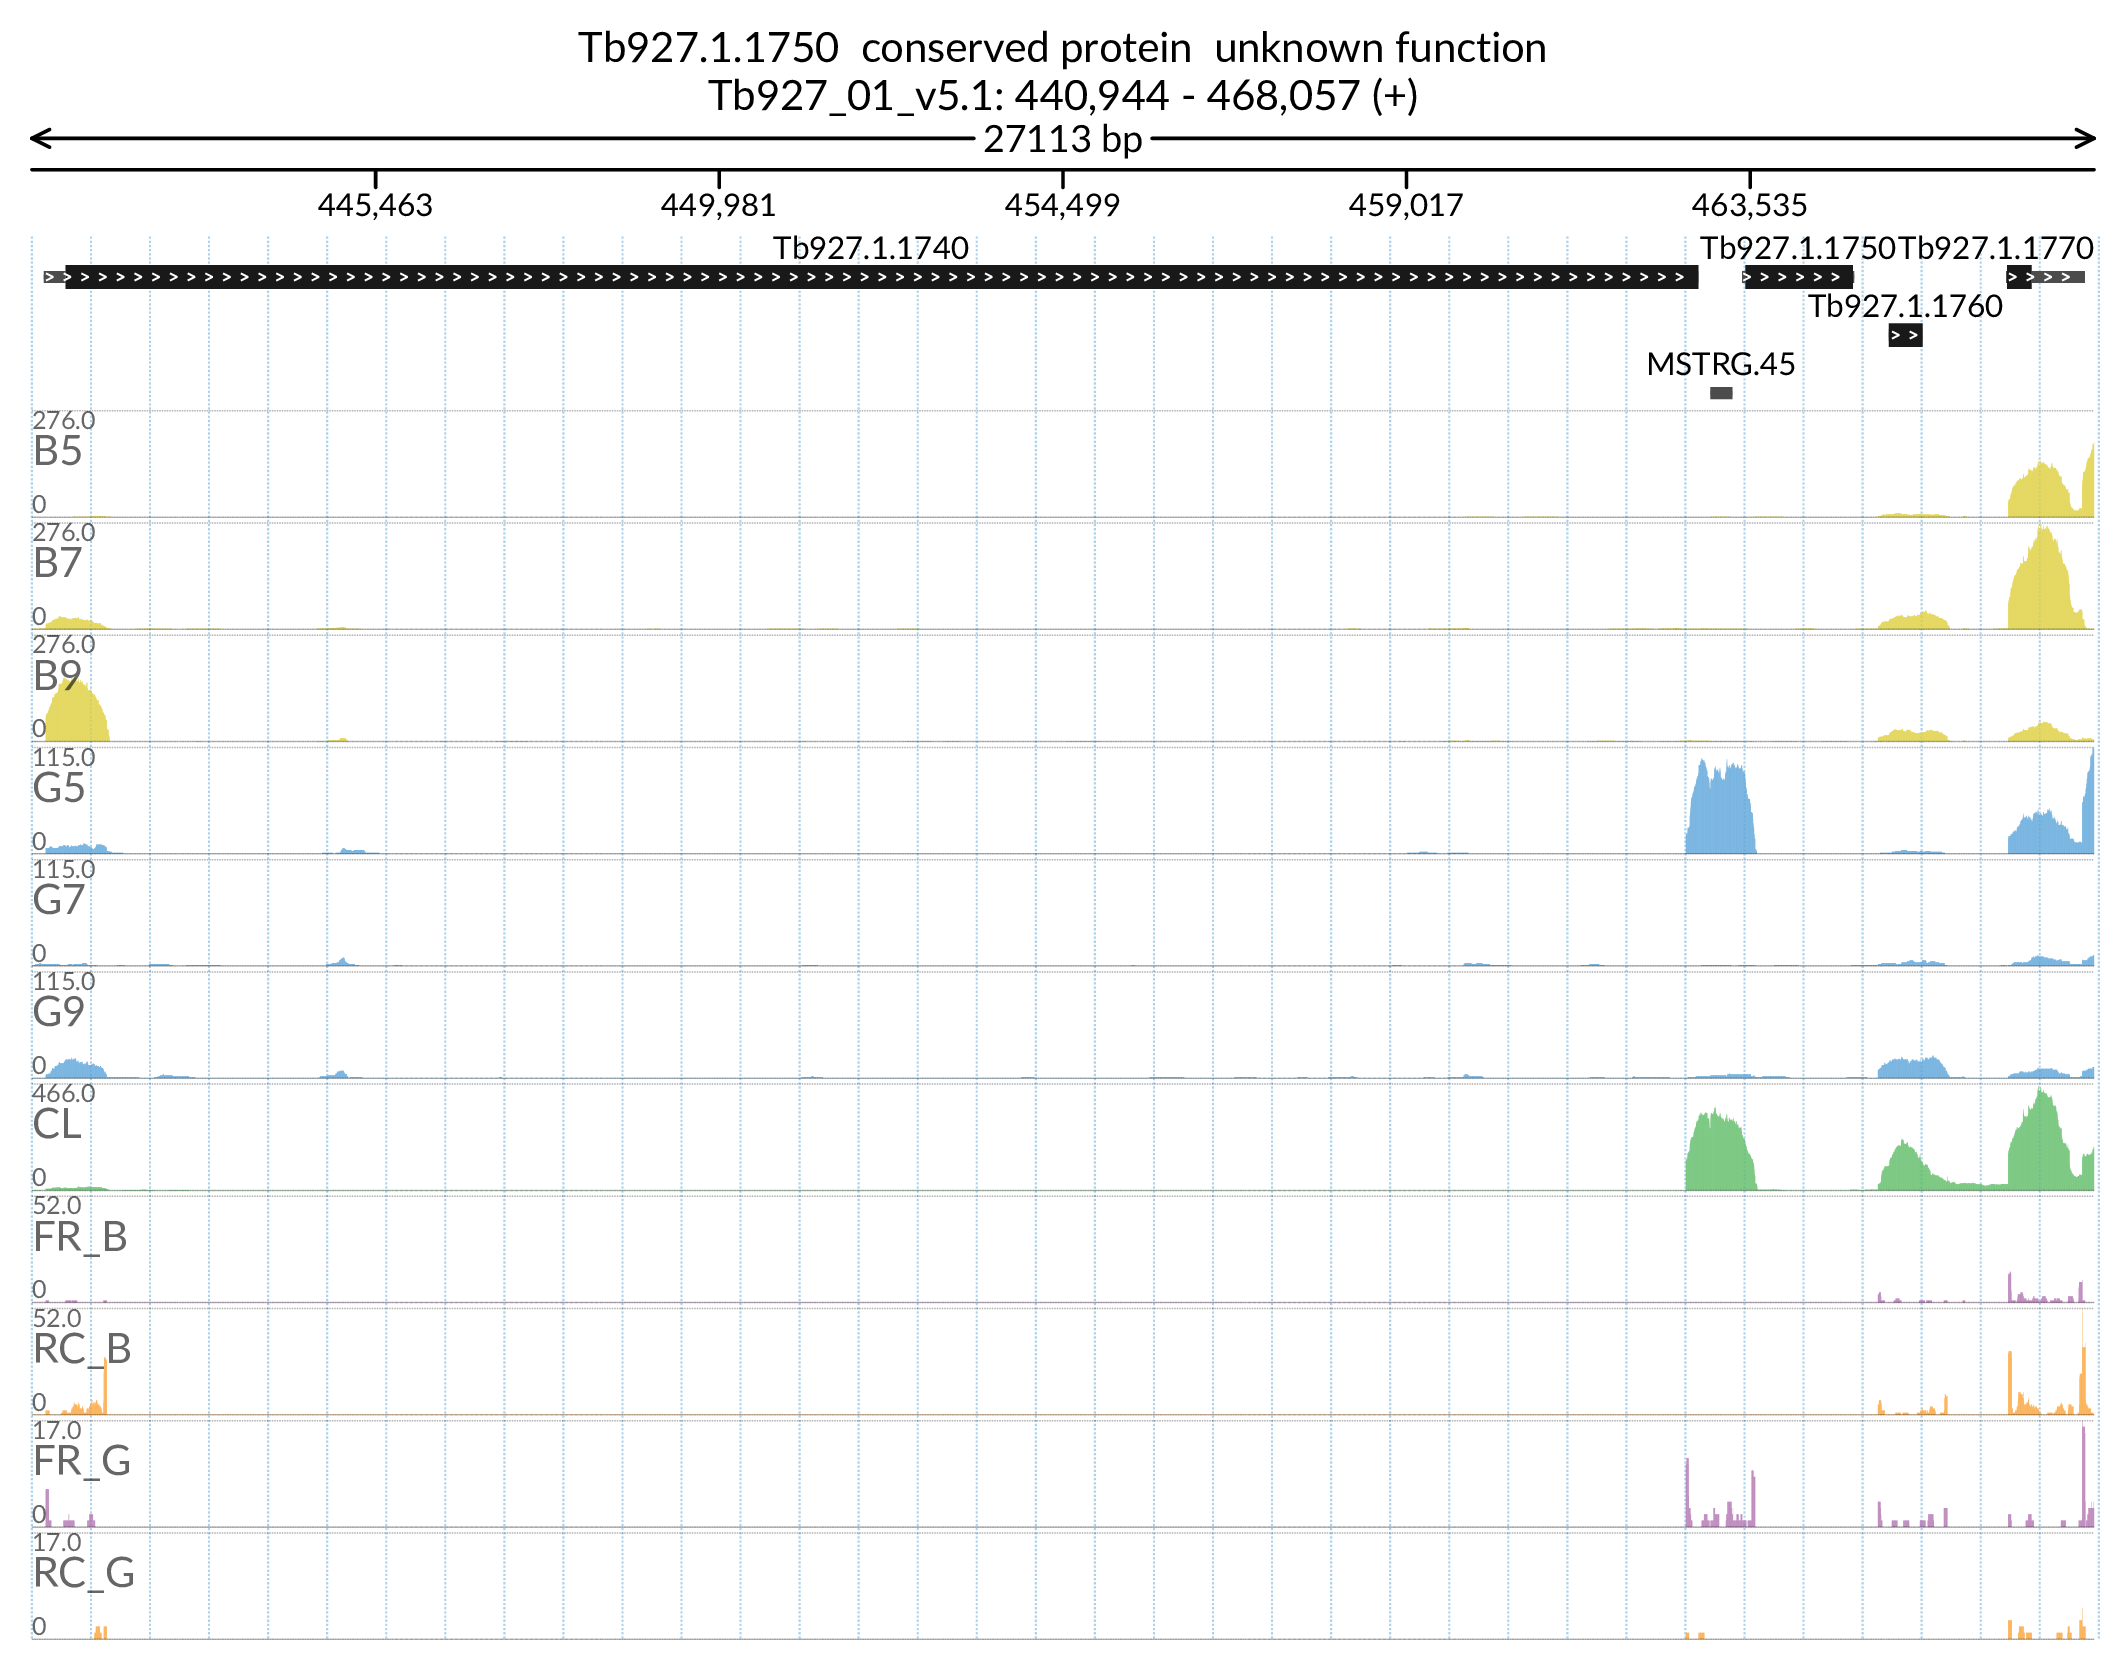 Tb927.1.1750  conserved protein  unknown function
Tb927_01_v5.1: 440,944 - 468,057 (+)
27113 bp
445,463 449,981 454,499 459,017 463,535
Tb927.1.1740 Tb927.1.1750 Tb927.1.1770
Tb927.1.1760
MSTRG.45
276.0
B5
0
276.0
B7
0
276.0
B9
0
115.0
G5
0
115.0
G7
0
115.0
G9
0
466.0
CL
0
52.0
FR_B
0
52.0
RC_B
0
17.0
FR_G
0
17.0
RC_G
0